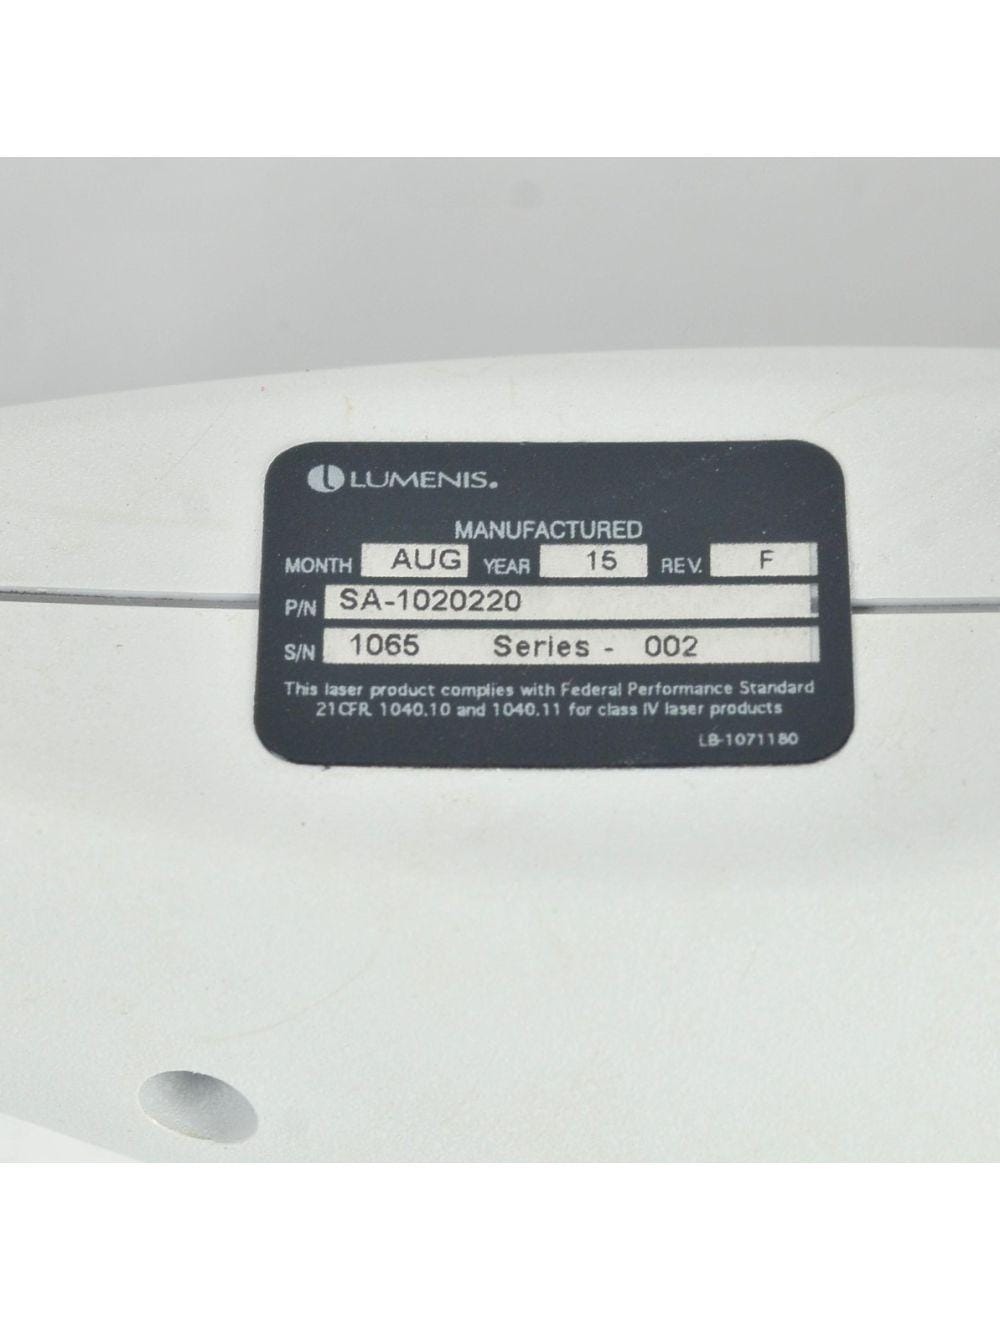 LUMENIS.
MANUFACTURED
MONTH AUG YEAR 15 REV. F
P/N SA-1020220
S/N 1065 Series - 002
This laser product complies with Federal Performance Standard
21CFR 1040.10 and 1040.11 for class IV laser products
LB-1071180